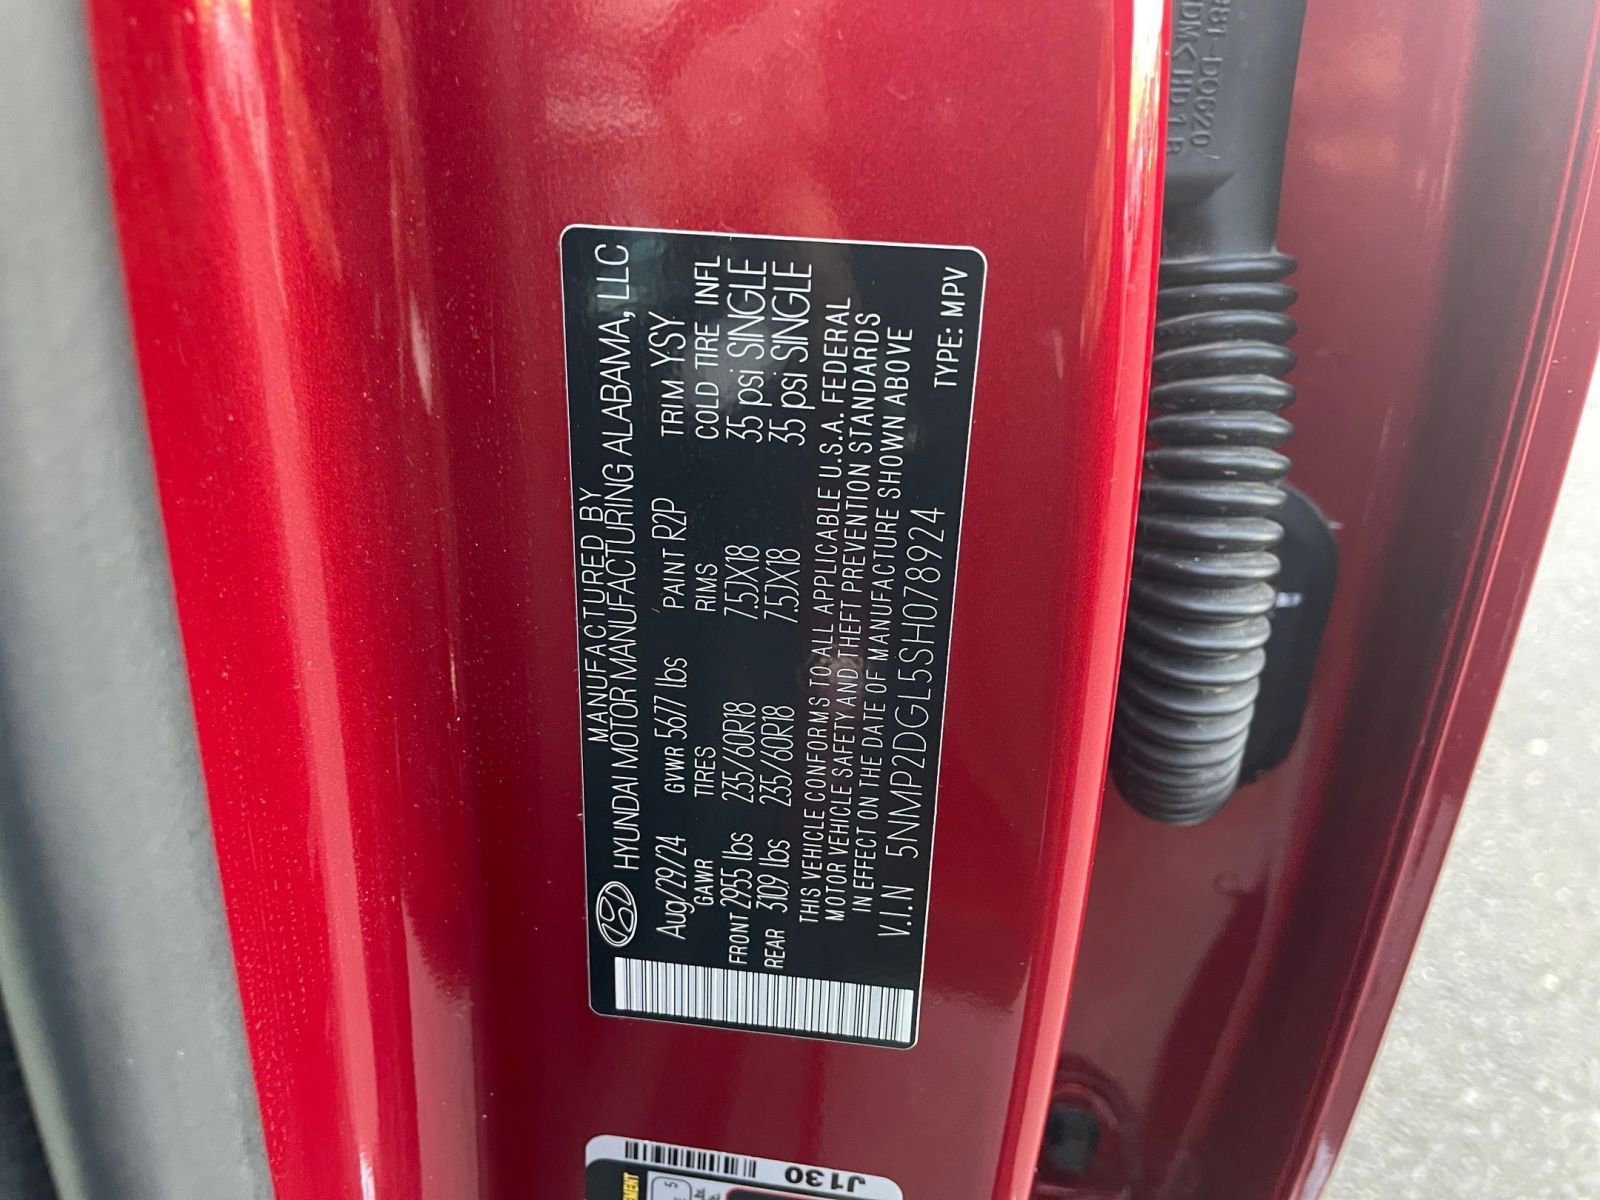 MANUFACTURED BY
HYUNDAI MOTOR MANUFACTURING ALABAMA, LLC
Aug/29/24 GVWR 5677 lbs PAINT R2P TRIM YSY
GAWR TIRES RIMS COLD TIRE INFL
FRONT 2955 lbs 235/60R18 7.5JX18 35 psi SINGLE
REAR 3109 lbs 235/60R18 7.5JX18 35 psi SINGLE
THIS VEHICLE CONFORMS TO ALL APPLICABLE U.S.A. FEDERAL
MOTOR VEHICLE SAFETY AND THEFT PREVENTION STANDARDS
IN EFFECT ON THE DATE OF MANUFACTURE SHOWN ABOVE
V.I.N 5NMP2DGL5SH078924 TYPE: MPV
J130